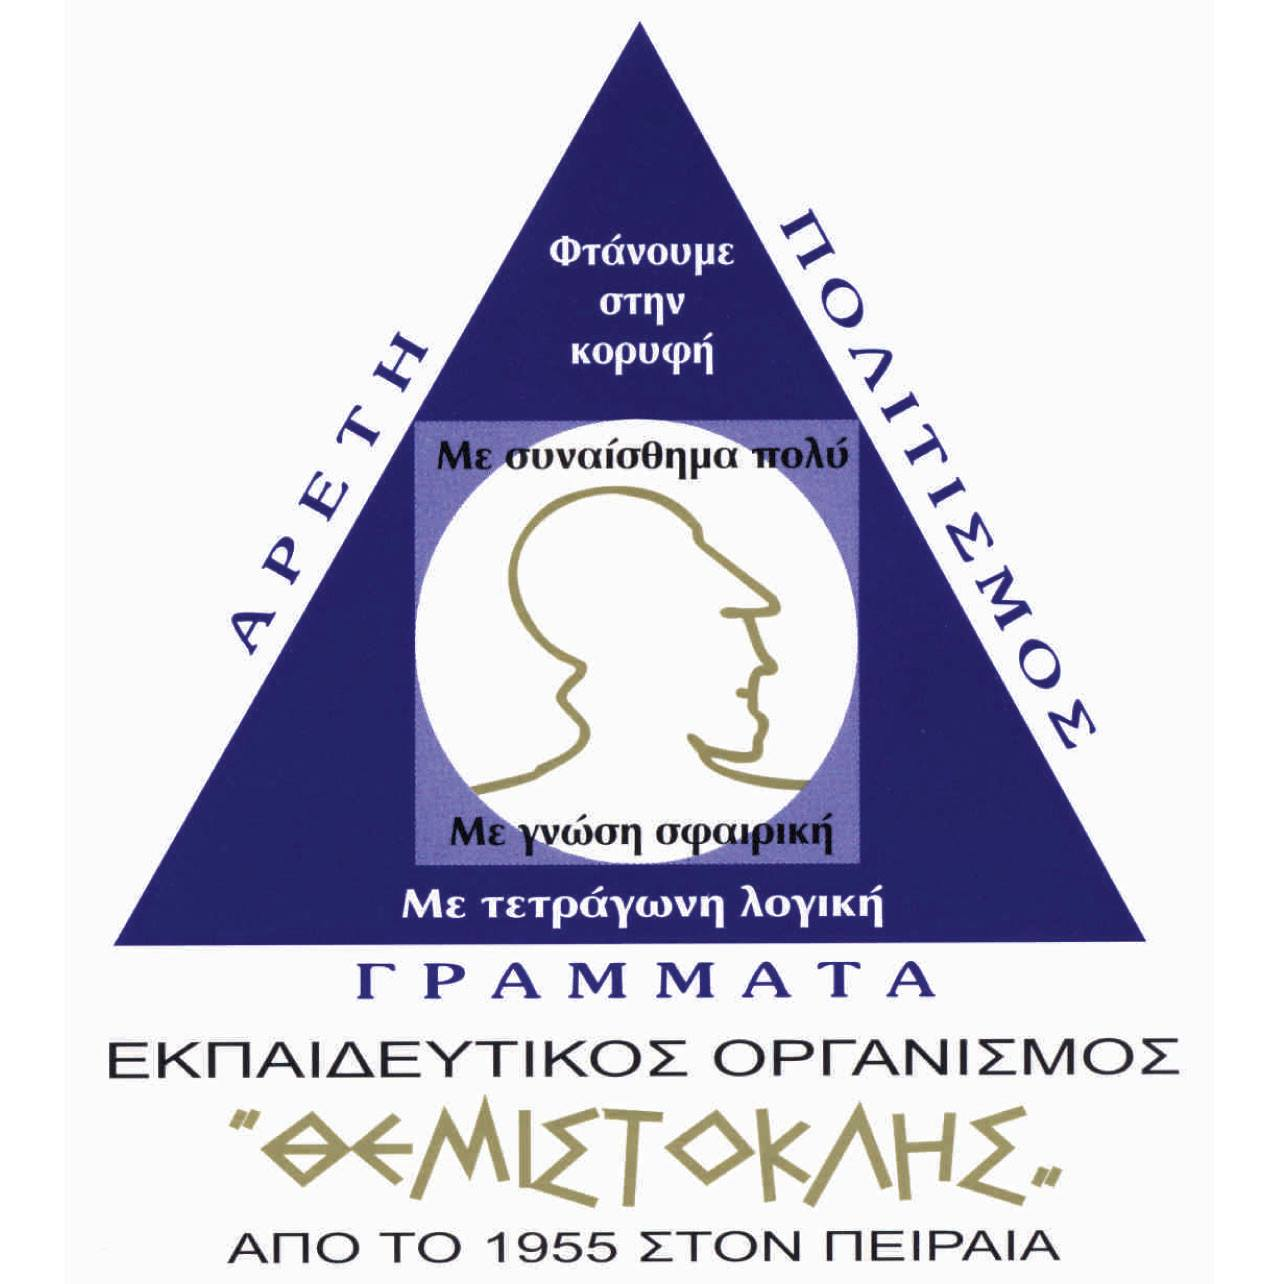 Φτάνουμε
στην
κορυφή
ΑΡΕΤΗ
ΠΟΛΙΤΙΣΜΟΣ
Με συναίσθημα πολύ
Με γνώση σφαιρική
Με τετράγωνη λογική
ΓΡΑΜΜΑΤΑ
ΕΚΠΑΙΔΕΥΤΙΚΟΣ ΟΡΓΑΝΙΣΜΟΣ
"ΘΕΜΙΣΤΟΚΛΗΣ"
ΑΠΟ ΤΟ 1955 ΣΤΟΝ ΠΕΙΡΑΙΑ